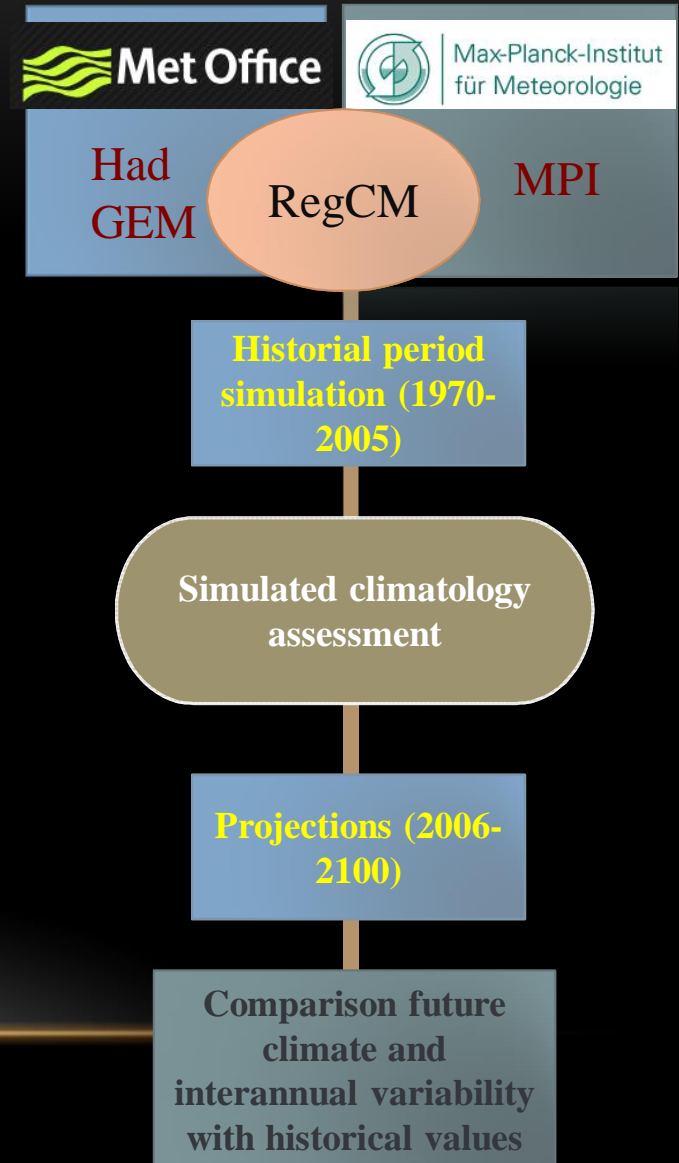 Met Office
Max-Planck-Institut
für Meteorologie
Had
GEM
RegCM
MPI
Historial period
simulation (1970-
2005)
Simulated climatology
assessment
Projections (2006-
2100)
Comparison future
climate and
interannual variability
with historical values